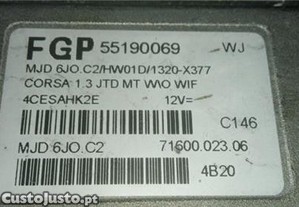 FGP 55190069 WJ
MJD 6JO.C2/HW01D/1320-X377
CORSA 1.3 JTD MT W\O WIF
4CESAHK2E 12V=
C146
MJD 6JO.C2 71600.023.06
4B20
CustoJusto.pt